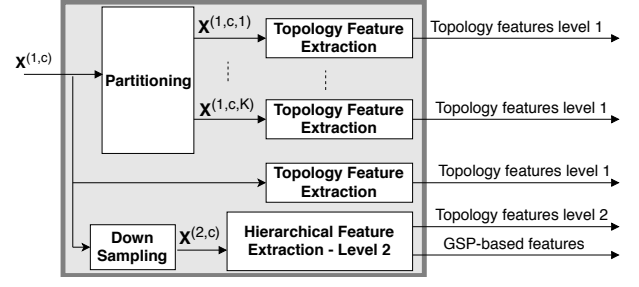 X(1,c)
Partitioning
X(1,c,1)
Topology Feature
Extraction
Topology features level 1
X(1,c,K)
Topology Feature
Extraction
Topology features level 1
Topology Feature
Extraction
Topology features level 1
Down
Sampling
X(2,c)
Hierarchical Feature
Extraction - Level 2
Topology features level 2
GSP-based features